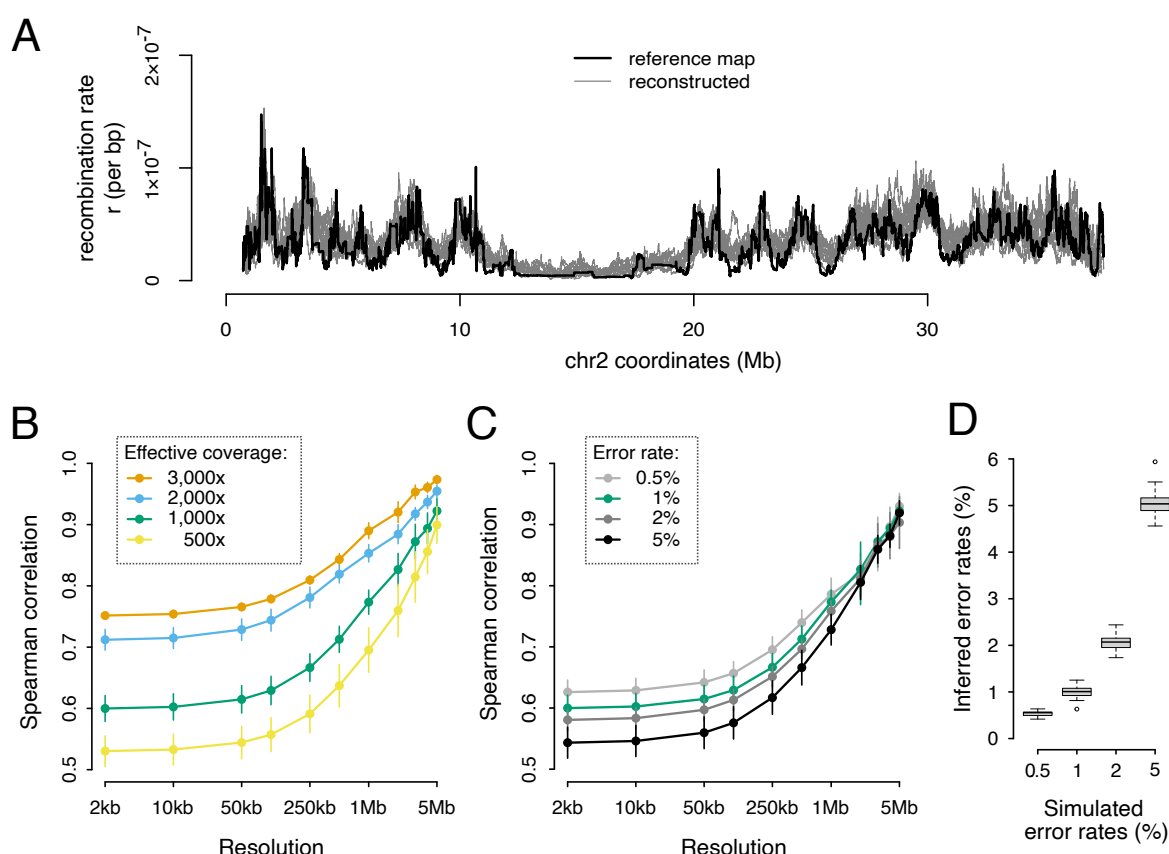 A
recombination rate
r (per bp)
2×10-7
1×10-7
0
reference map
reconstructed
0
10
20
30
chr2 coordinates (Mb)
B
Effective coverage:
3,000x
2,000x
1,000x
500x
Spearman correlation
1.0
0.9
0.8
0.7
0.6
0.5
2kb
10kb
50kb
250kb
1Mb
5Mb
Resolution
C
Error rate:
0.5%
1%
2%
5%
Spearman correlation
1.0
0.9
0.8
0.7
0.6
0.5
2kb
10kb
50kb
250kb
1Mb
5Mb
Resolution
D
Inferred error rates (%)
6
5
4
3
2
1
0
0.5
1
2
5
Simulated
error rates (%)